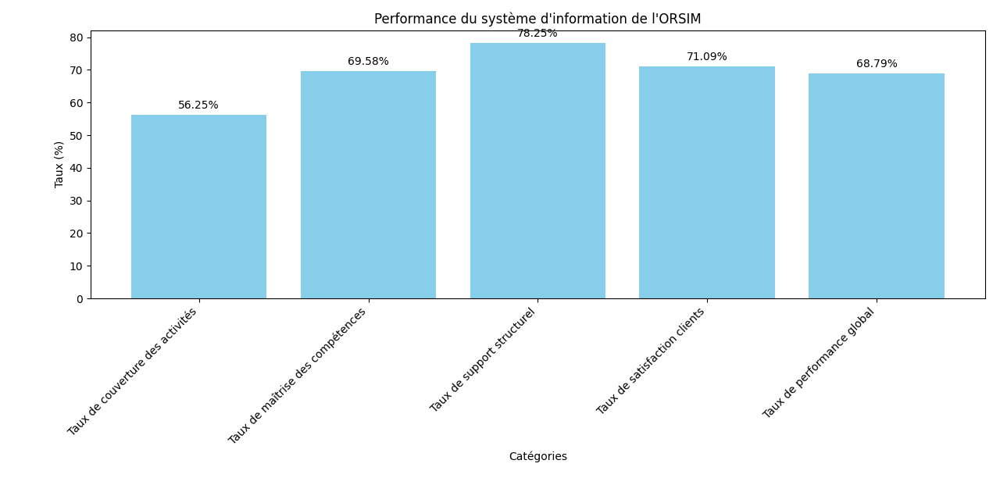 Performance du système d'information de l'ORSIM
Taux (%)
80
70
60
50
40
30
20
10
0
56.25%
69.58%
78.25%
71.09%
68.79%
Taux de couverture des activités
Taux de maîtrise des compétences
Taux de support structurel
Taux de satisfaction clients
Taux de performance global
Catégories